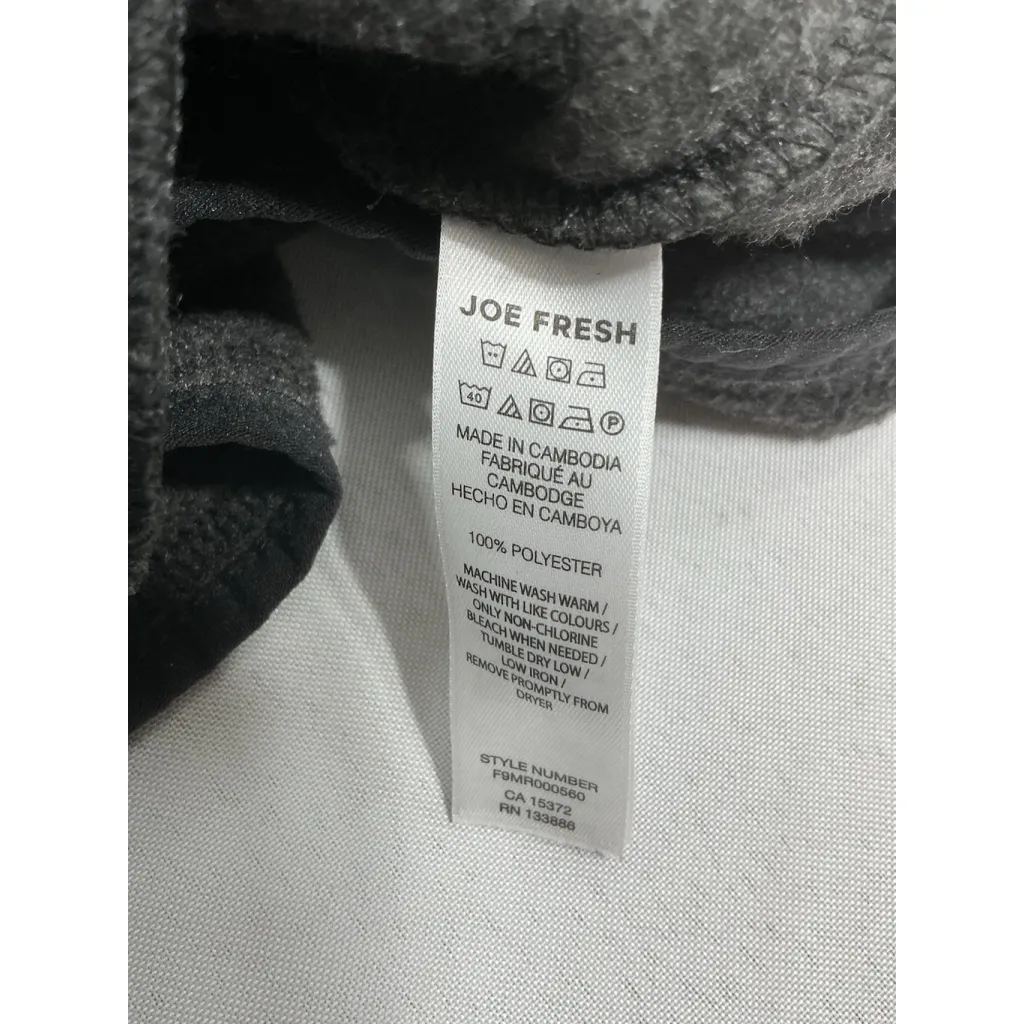 JOE FRESH
40 P
MADE IN CAMBODIA
FABRIQUÉ AU
CAMBODGE
HECHO EN CAMBOYA
100% POLYESTER
MACHINE WASH WARM /
WASH WITH LIKE COLOURS /
ONLY NON-CHLORINE
BLEACH WHEN NEEDED /
TUMBLE DRY LOW /
LOW IRON /
REMOVE PROMPTLY FROM
DRYER
STYLE NUMBER
F9MR000560
CA 15372
RN 133886